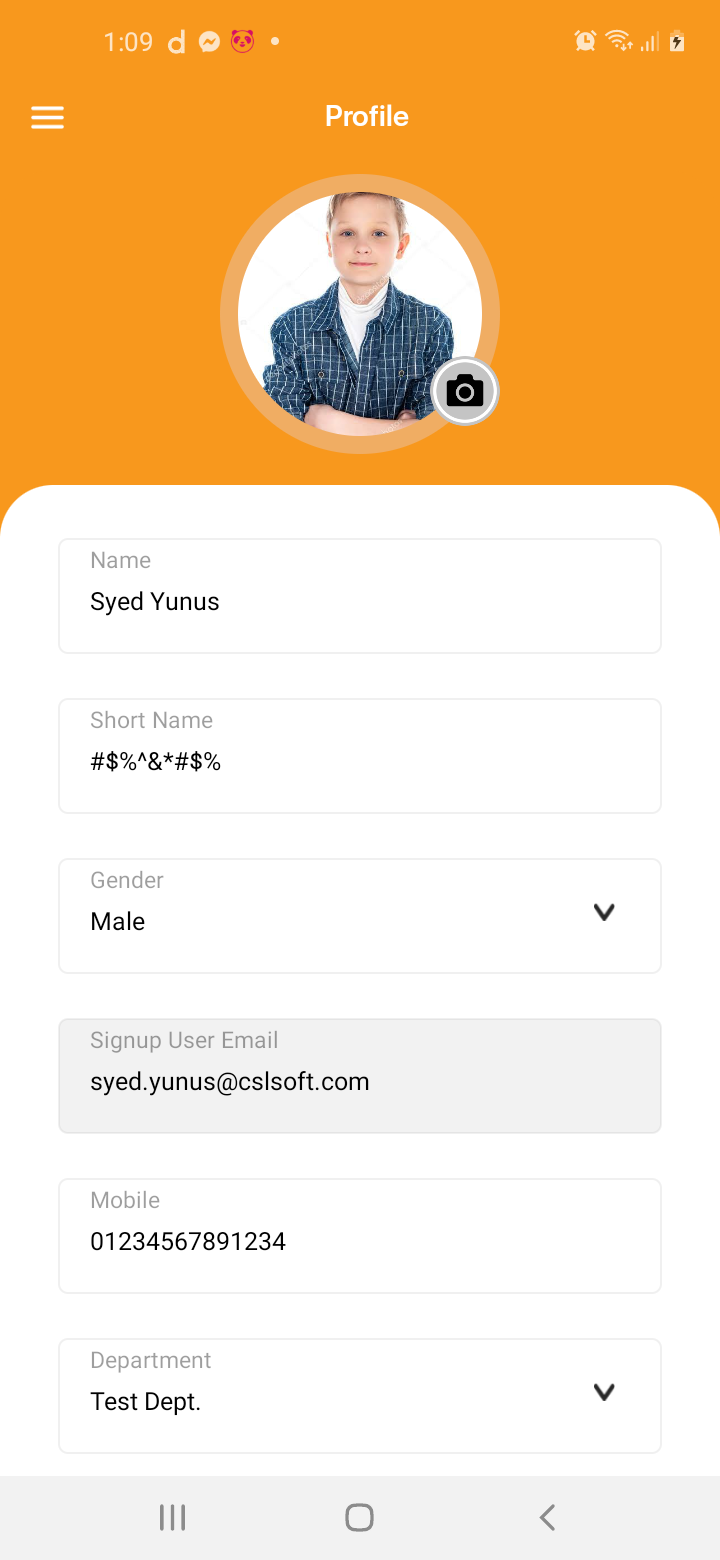 1:09
Profile
Name
Syed Yunus
Short Name
#$%^&*#$%
Gender
Male
Signup User Email
syed.yunus@cslsoft.com
Mobile
01234567891234
Department
Test Dept.